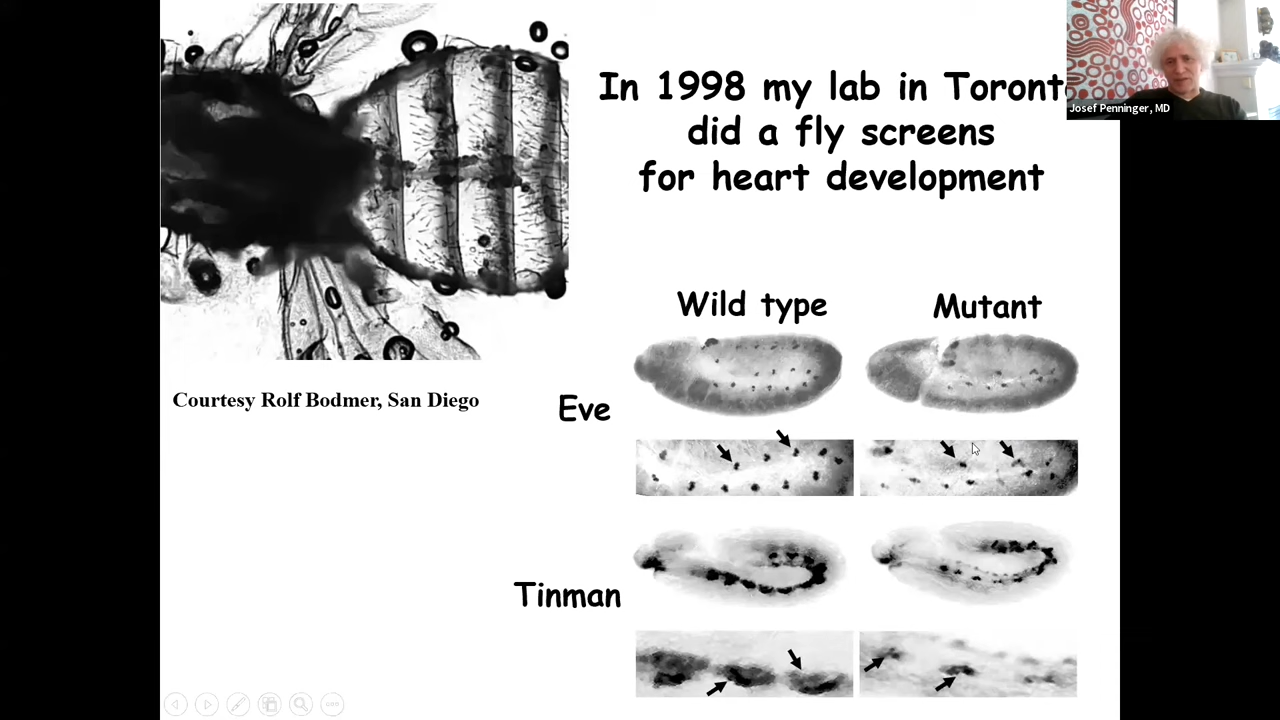 In 1998 my lab in Toront
did a fly screens
for heart development
Josef Penninger, MD
Wild type
Mutant
Courtesy Rolf Bodmer, San Diego
Eve
Tinman